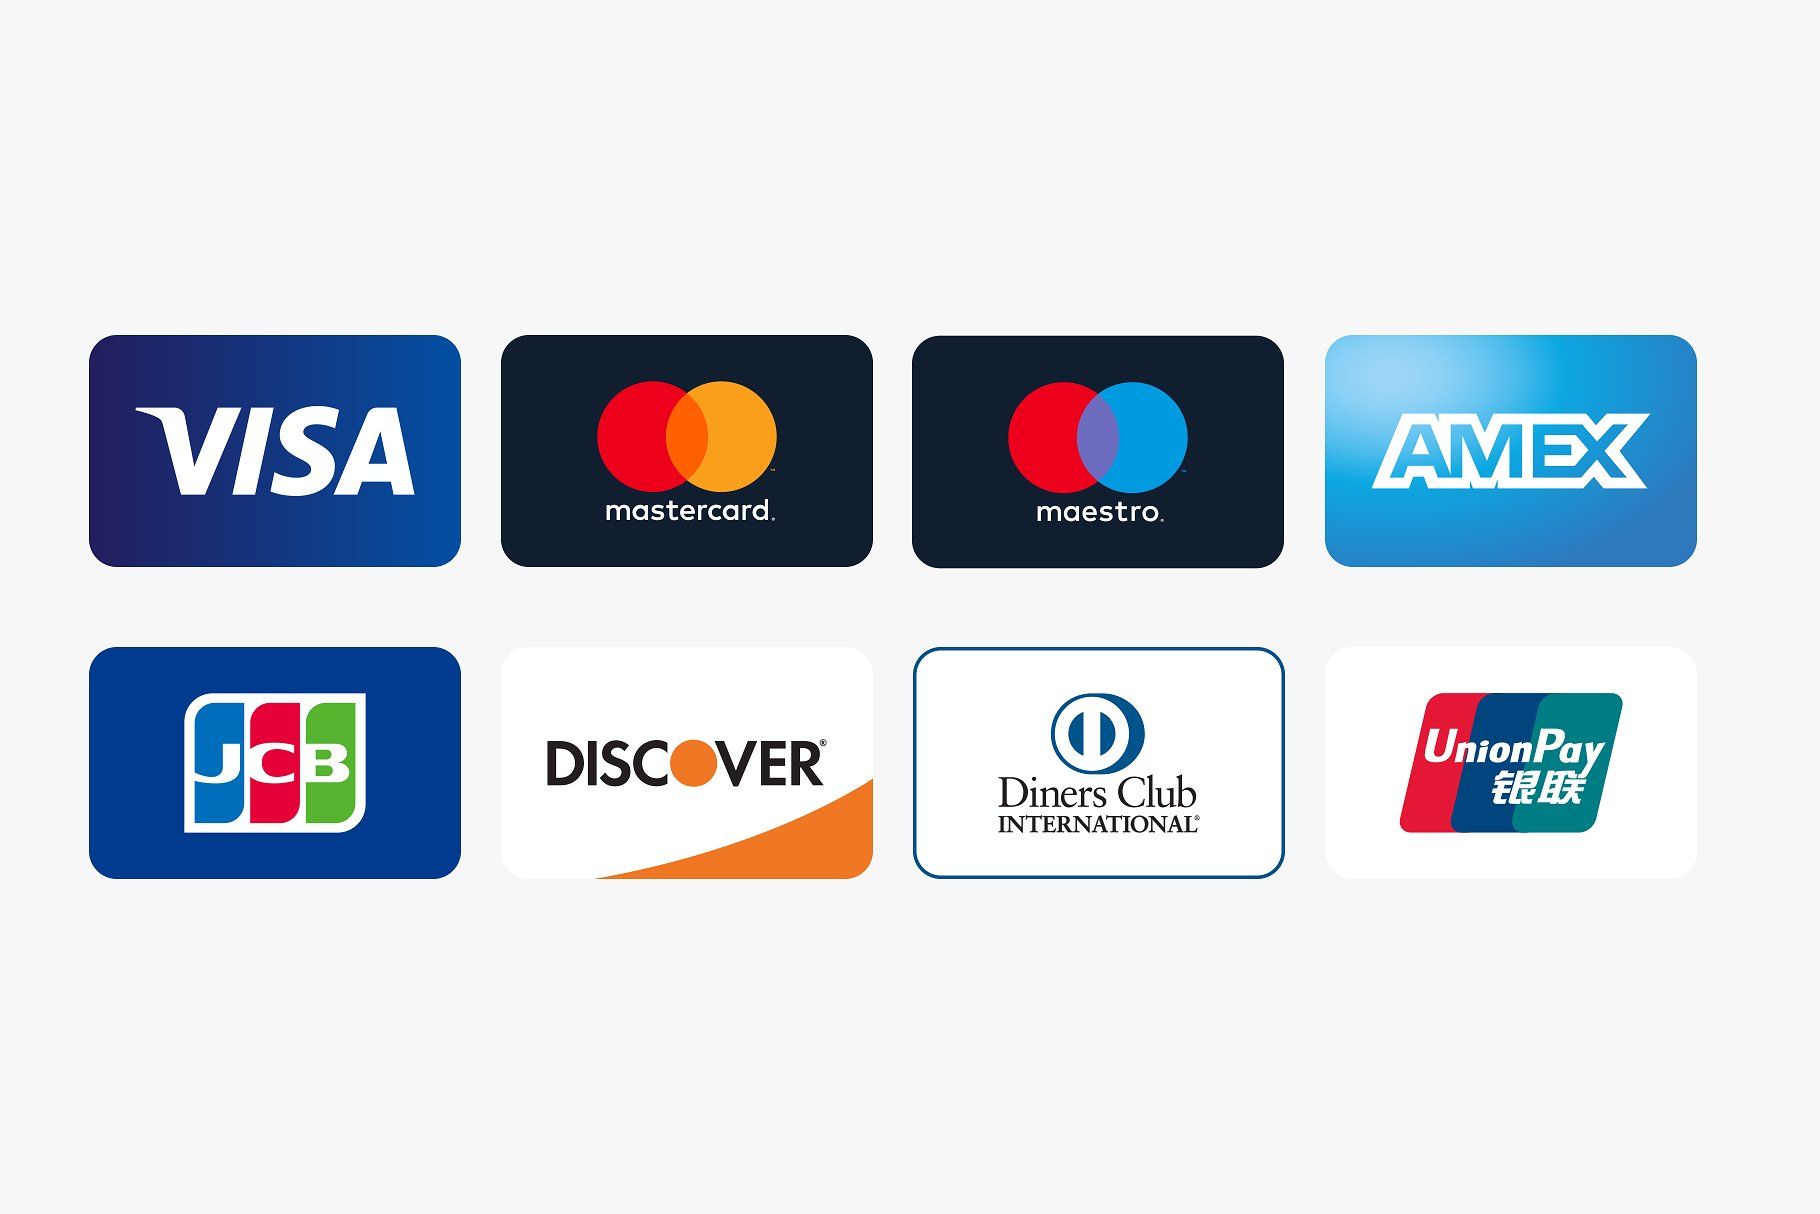 VISA
mastercard.
maestro.
AMEX
JCB
DISCOVER®
Diners Club
INTERNATIONAL®
UnionPay
银联